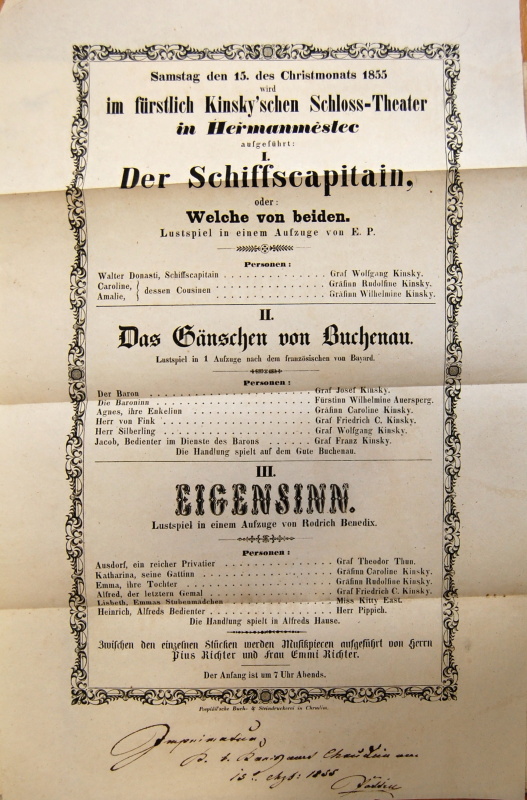 Samstag den 15. des Christmonats 1855
wird
im fürstlich Kinsky'schen Schloss-Theater
in Heřmanměslec
aufgeführt:
I.
Der Schiffscapitain,
oder:
Welche von beiden.
Lustspiel in einem Aufzuge von E. P.
Personen:
Walter Donasti, Schiffscapitain . . . . . . . . . . . . . Graf Wolfgang Kinsky.
Caroline, } dessen Cousinen . . . . . . . . . . . . . Gräfinn Rudolfine Kinsky.
Amalie, Gräfinn Wilhelmine Kinsky.
II.
Das Gänschen von Buchenau.
Lustspiel in 1 Aufzuge nach dem französischen von Bayard.
Personen:
Der Baron . . . . . . . . . . . . . Graf Josef Kinsky.
Die Baroninn . . . . . . . . . . . . . Fürstinn Wilhelmine Auersperg.
Agnes, ihre Enkelinn . . . . . . . . . . . . . Gräfinn Caroline Kinsky.
Herr von Fink . . . . . . . . . . . . . Graf Friedrich C. Kinsky.
Herr Silberling . . . . . . . . . . . . . Graf Wolfgang Kinsky.
Jacob, Bedienter im Dienste des Barons . . . . . . Graf Franz Kinsky.
Die Handlung spielt auf dem Gute Buchenau.
III.
EIGENSINN.
Lustspiel in einem Aufzuge von Rodrich Benedix.
Personen:
Ausdorf, ein reicher Privatier . . . . . . . . . . . . . Graf Theodor Thun.
Katharina, seine Gattinn . . . . . . . . . . . . . Gräfinn Caroline Kinsky.
Emma, ihre Tochter . . . . . . . . . . . . . Gräfinn Rudolfine Kinsky.
Alfred, der letztern Gemal . . . . . . . . . . . . . Graf Friedrich C. Kinsky.
Lisbeth, Emmas Stubenmädchen . . . . . . . . . . . . . Miss Kitty East.
Heinrich, Alfreds Bedienter . . . . . . . . . . . . . Herr Pippich.
Die Handlung spielt in Alfreds Hause.
Zwischen den einzelnen Stücken werden Musikpiecen aufgeführt von Herrn
Pius Richter und Frau Emmi Richter.
Der Anfang ist um 7 Uhr Abends.
Pospíšil'sche Buch- & Steindruckerei in Chrudim.
Imprimatur
1855